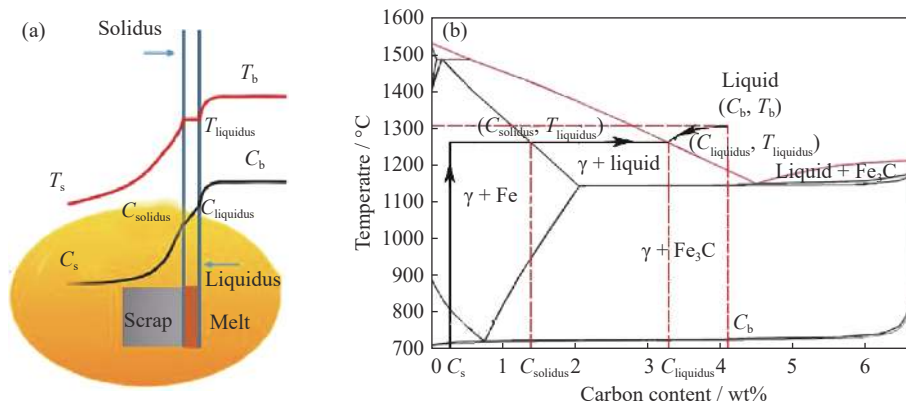 (a)
Solidus
T_b
T_liquidus
C_b
T_s
C_solidus
C_liquidus
C_s
Liquidus
Scrap
Melt
(b)
1600
1500
1400
1300
1200
1100
1000
900
800
700
Temperatre / °C
Liquid
(C_b, T_b)
(C_solidus, T_liquidus)
(C_liquidus, T_liquidus)
γ + liquid
Liquid + Fe₃C
γ + Fe
γ + Fe₃C
C_b
0 C_s 1 C_solidus 2 3 C_liquidus 4 5 6
Carbon content / wt%